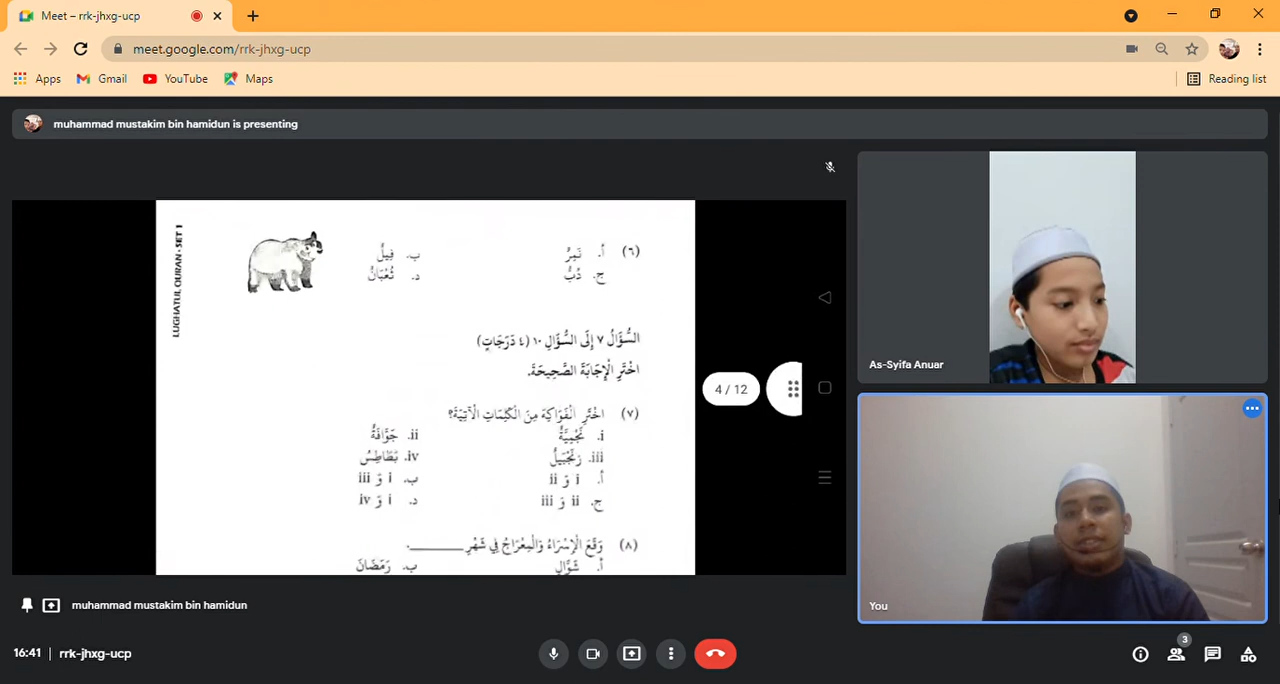 Meet – rrk-jhxg-ucp
meet.google.com/rrk-jhxg-ucp
Apps Gmail YouTube Maps Reading list
muhammad mustakim bin hamidun is presenting
LUGHATUL QURAN • SET 1
(٦) أ. نَمِرٌ ب. فِيلٌ
ج. دُبٌّ د. ثُعْبَانٌ
السُّؤَالُ ٧ إِلَى السُّؤَالِ ١٠ (٤ دَرَجَاتٍ)
اخْتَرِ الْإِجَابَةَ الصَّحِيحَةَ.
(٧) اخْتَرِ الْفَوَاكِهَ مِنَ الْكَلِمَاتِ الْآتِيَةِ؟
i. نَجْمِيَّةٌ ii. جَوَّافَةٌ
iii. زَنْجَبِيلٌ iv. بَطَاطِسُ
أ. i وَ ii ب. i وَ iii
ج. ii وَ iii د. i وَ iv
(٨) وَقَعَ الْإِسْرَاءُ وَالْمِعْرَاجُ فِي شَهْرِ ________.
أ. شَوَّالِ ب. رَمَضَانَ
4 / 12
As-Syifa Anuar
You
muhammad mustakim bin hamidun
16:41 | rrk-jhxg-ucp
3